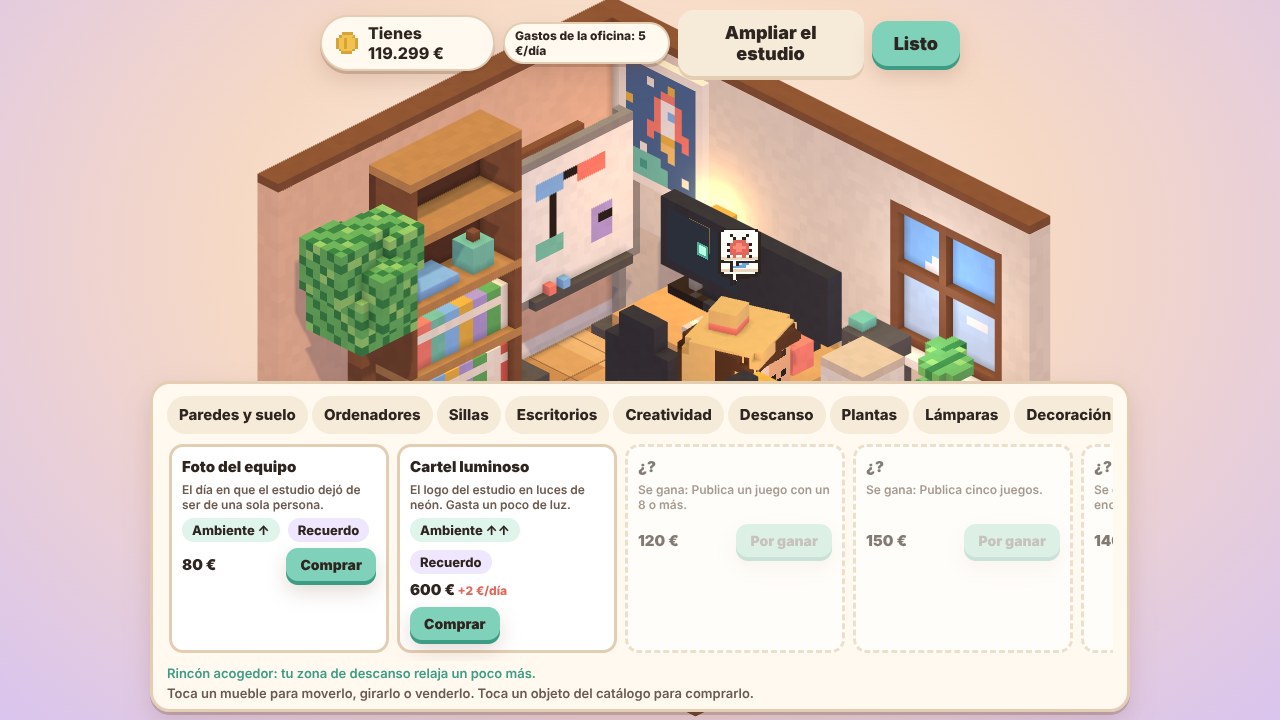 Tienes
119.299 €
Gastos de la oficina: 5
€/día
Ampliar el
estudio
Listo
Paredes y suelo
Ordenadores
Sillas
Escritorios
Creatividad
Descanso
Plantas
Lámparas
Decoración
Foto del equipo
El día en que el estudio dejó de
ser de una sola persona.
Ambiente ↑
Recuerdo
80 €
Comprar
Cartel luminoso
El logo del estudio en luces de
neón. Gasta un poco de luz.
Ambiente ↑↑
Recuerdo
600 € +2 €/día
Comprar
¿?
Se gana: Publica un juego con un
8 o más.
120 €
Por ganar
¿?
Se gana: Publica cinco juegos.
150 €
Por ganar
¿?
Se
Rincón acogedor: tu zona de descanso relaja un poco más.
Toca un mueble para moverlo, girarlo o venderlo. Toca un objeto del catálogo para comprarlo.